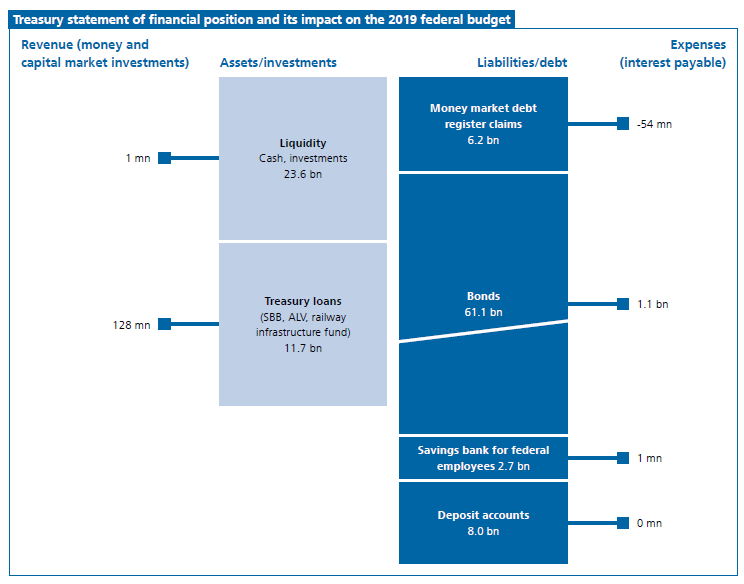 Treasury statement of financial position and its impact on the 2019 federal budget
Revenue (money and
capital market investments)
Assets/investments
Liabilities/debt
Expenses
(interest payable)
Liquidity
Cash, investments
23.6 bn
1 mn
Treasury loans
(SBB, ALV, railway
infrastructure fund)
11.7 bn
128 mn
Money market debt
register claims
6.2 bn
-54 mn
Bonds
61.1 bn
1.1 bn
Savings bank for federal
employees 2.7 bn
1 mn
Deposit accounts
8.0 bn
0 mn